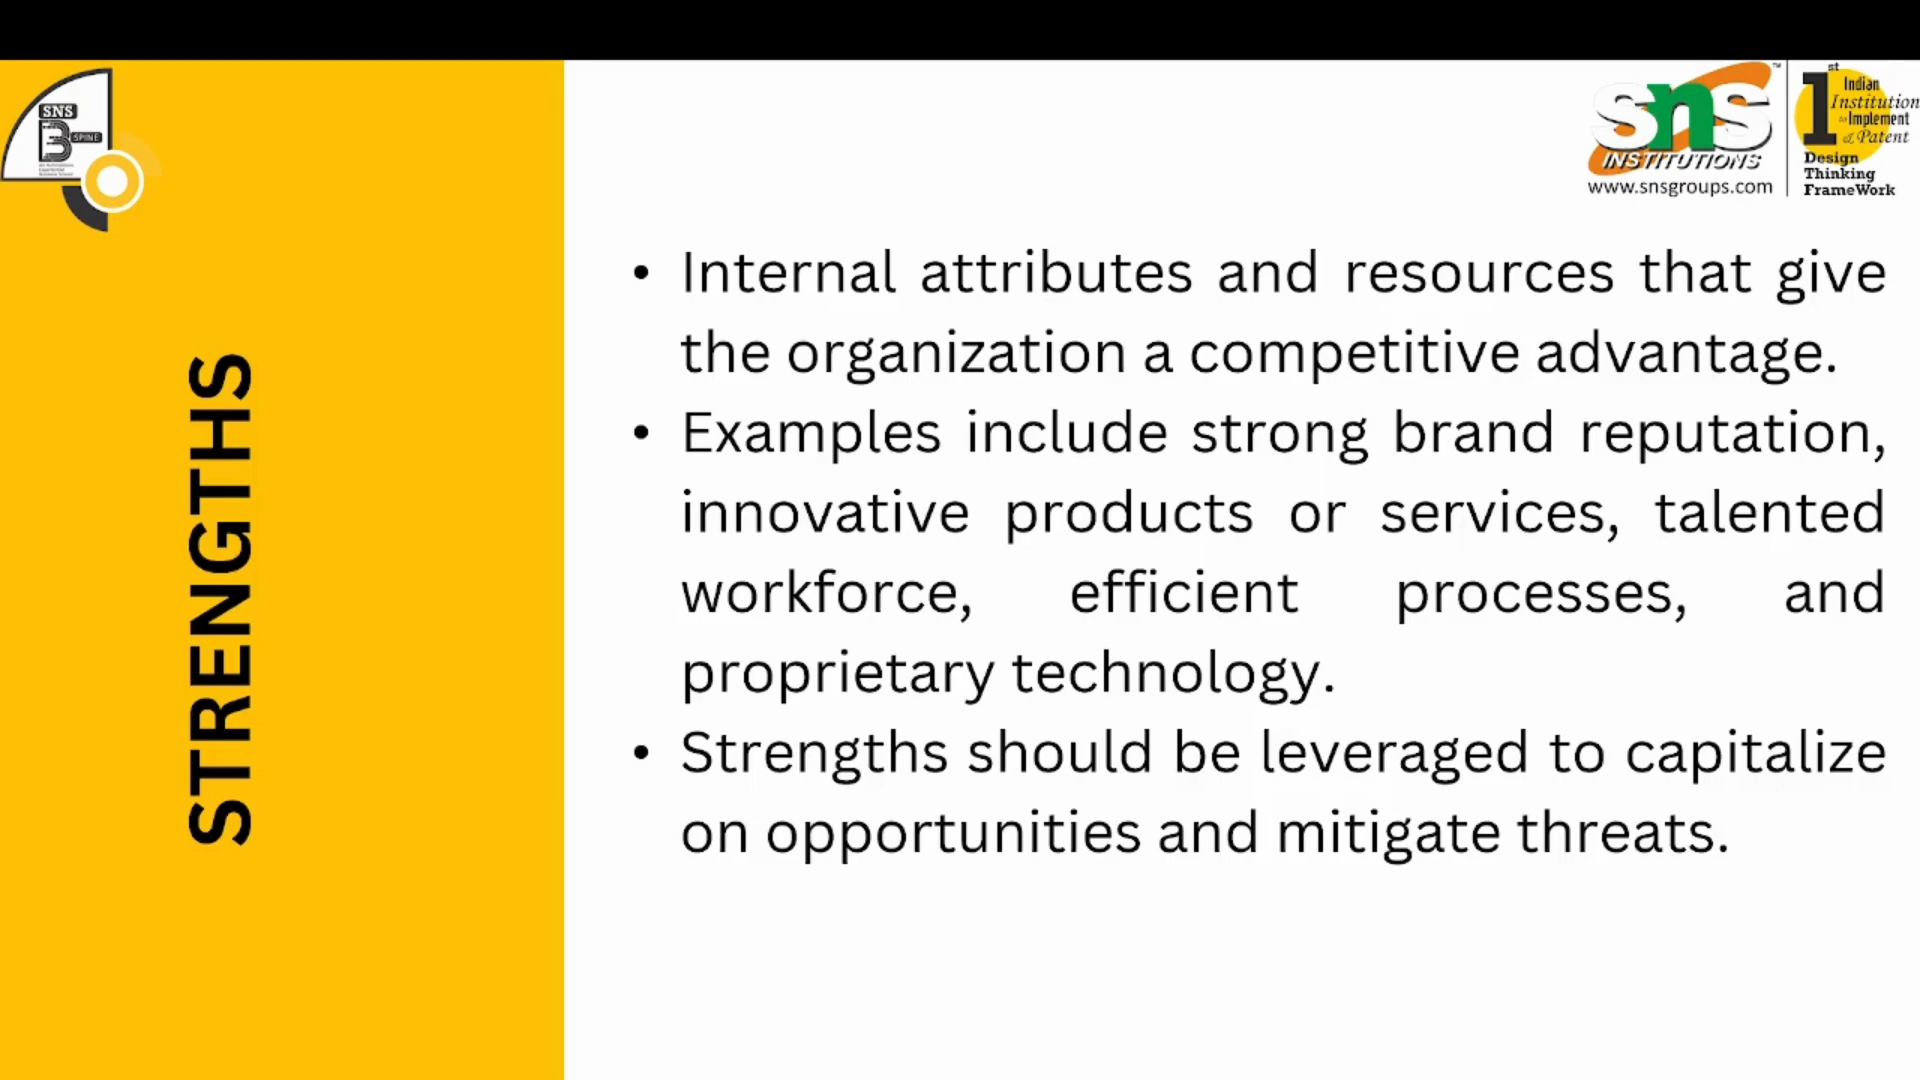 SNS
SPINE
sns
INSTITUTIONS
www.snsgroups.com
1st
Indian
Institution
to Implement
& Patent
Design
Thinking
FrameWork
STRENGTHS
• Internal attributes and resources that give
the organization a competitive advantage.
• Examples include strong brand reputation,
innovative products or services, talented
workforce, efficient processes, and
proprietary technology.
• Strengths should be leveraged to capitalize
on opportunities and mitigate threats.